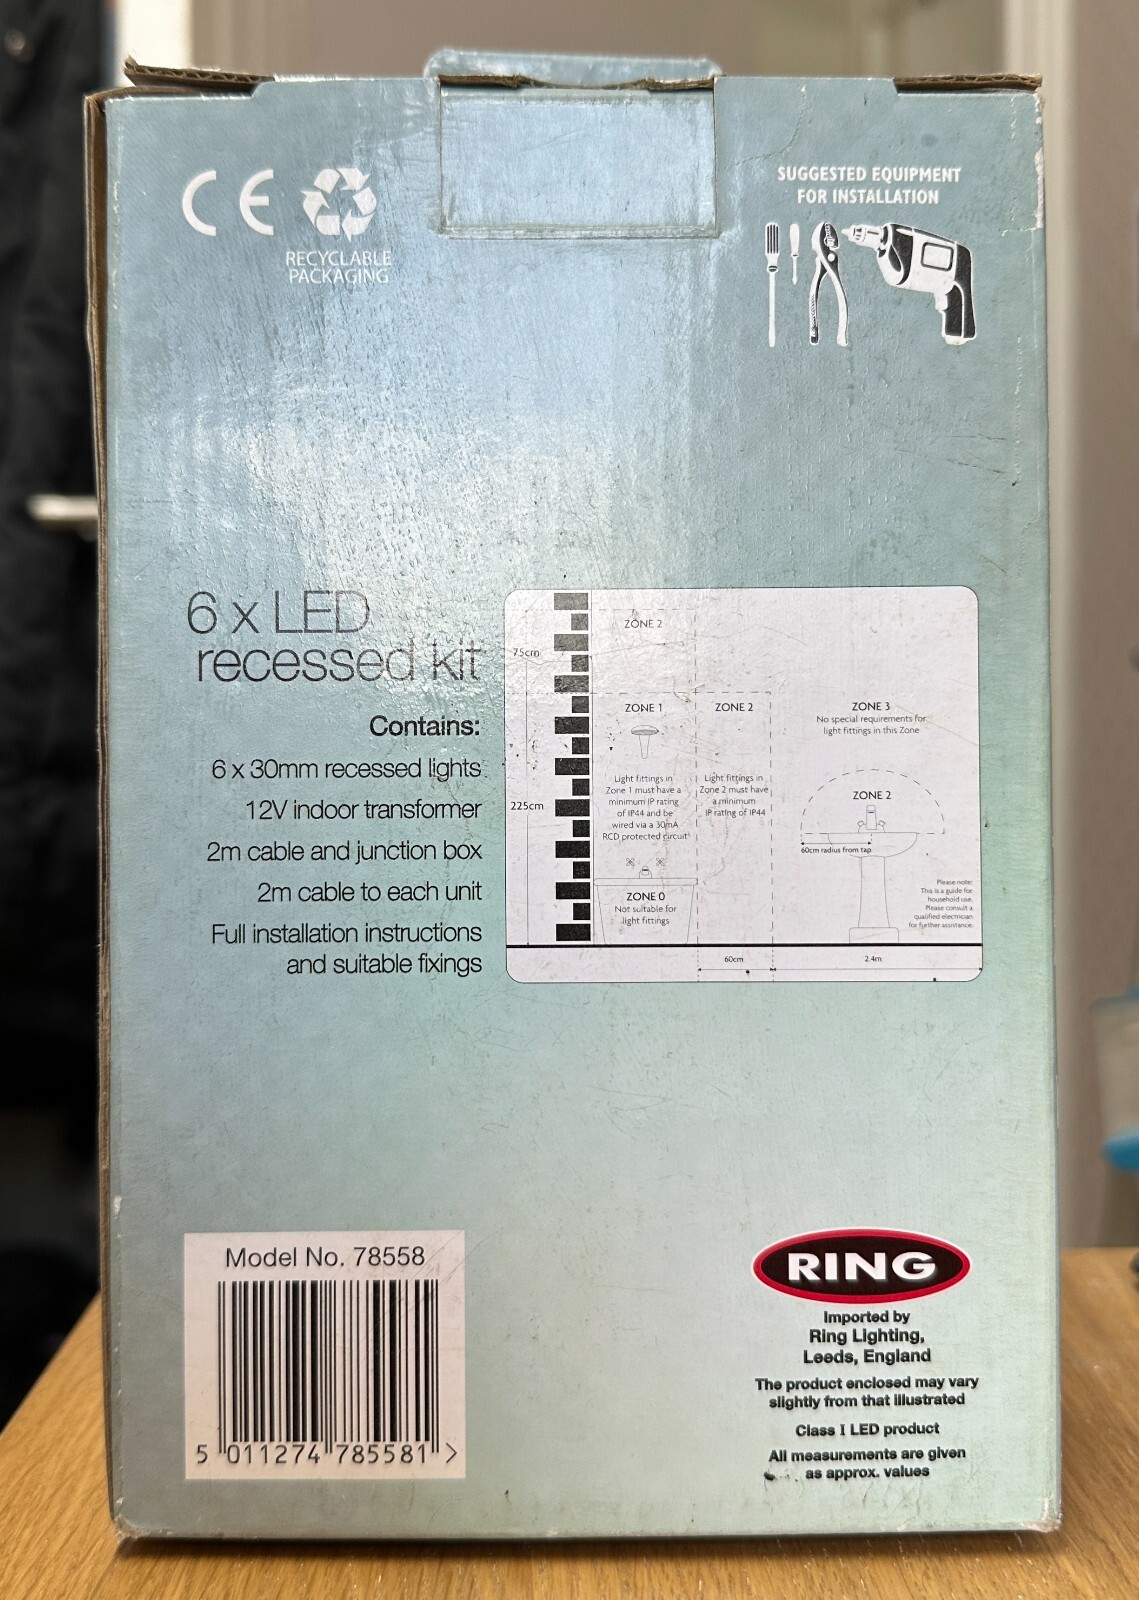 CE
RECYCLABLE
PACKAGING
SUGGESTED EQUIPMENT
FOR INSTALLATION
6 x LED
recessed kit
Contains:
6 x 30mm recessed lights
12V indoor transformer
2m cable and junction box
2m cable to each unit
Full installation instructions
and suitable fixings
ZONE 2
75cm
225cm
ZONE 1
Light fittings in
Zone 1 must have a
minimum IP rating
of IP44 and be
wired via a 30mA
RCD protected circuit
ZONE 2
Light fittings in
Zone 2 must have
a minimum
IP rating of IP44
ZONE 3
No special requirements for
light fittings in this Zone
ZONE 2
60cm radius from tap
ZONE 0
Not suitable for
light fittings
Please note:
This is a guide for
household use.
Please consult a
qualified electrician
for further assistance.
60cm
2.4m
Model No. 78558
5 011274 785581 >
RING
Imported by
Ring Lighting,
Leeds, England
The product enclosed may vary
slightly from that illustrated
Class I LED product
All measurements are given
as approx. values